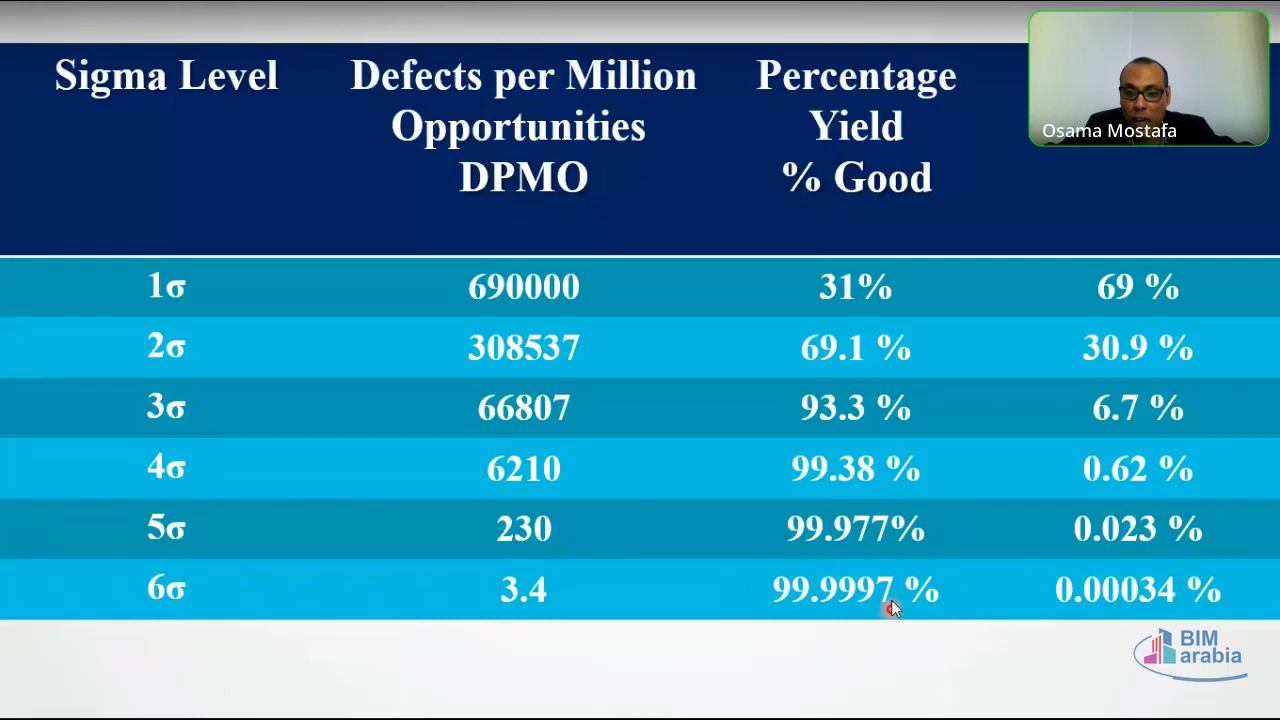 Sigma Level
Defects per Million
Opportunities
DPMO
Percentage
Yield
% Good
Osama Mostafa
1σ 690000 31% 69 %
2σ 308537 69.1 % 30.9 %
3σ 66807 93.3 % 6.7 %
4σ 6210 99.38 % 0.62 %
5σ 230 99.977% 0.023 %
6σ 3.4 99.9997 % 0.00034 %
BIM
arabia